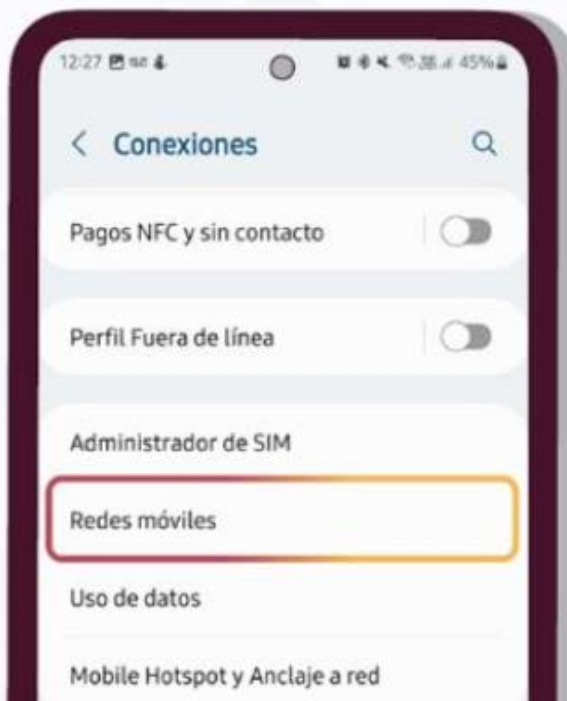 12:27
45%
Conexiones
Pagos NFC y sin contacto
Perfil Fuera de línea
Administrador de SIM
Redes móviles
Uso de datos
Mobile Hotspot y Anclaje a red